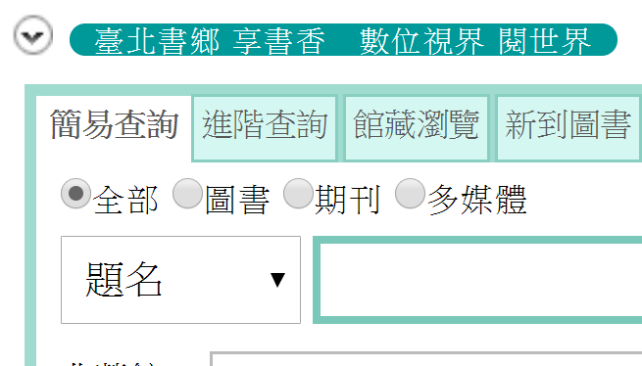 臺北書鄉 享書香 數位視界 閱世界
簡易查詢 進階查詢 館藏瀏覽 新到圖書
全部 圖書 期刊 多媒體
題名